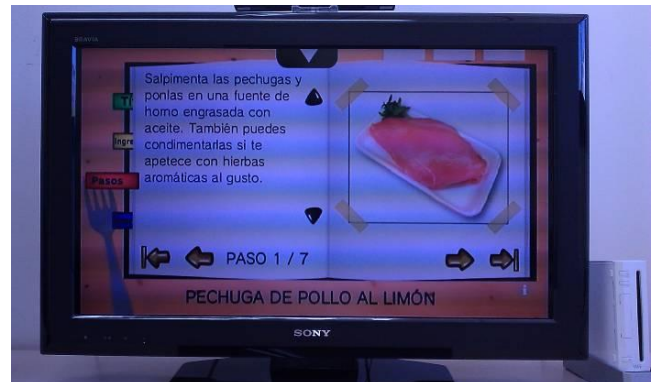 BRAVIA
Salpimenta las pechugas y
ponlas en una fuente de
horno engrasada con
aceite. También puedes
condimentarlas si te
apetece con hierbas
aromáticas al gusto.
Ingre
Pasos
PASO 1 / 7
PECHUGA DE POLLO AL LIMÓN
SONY